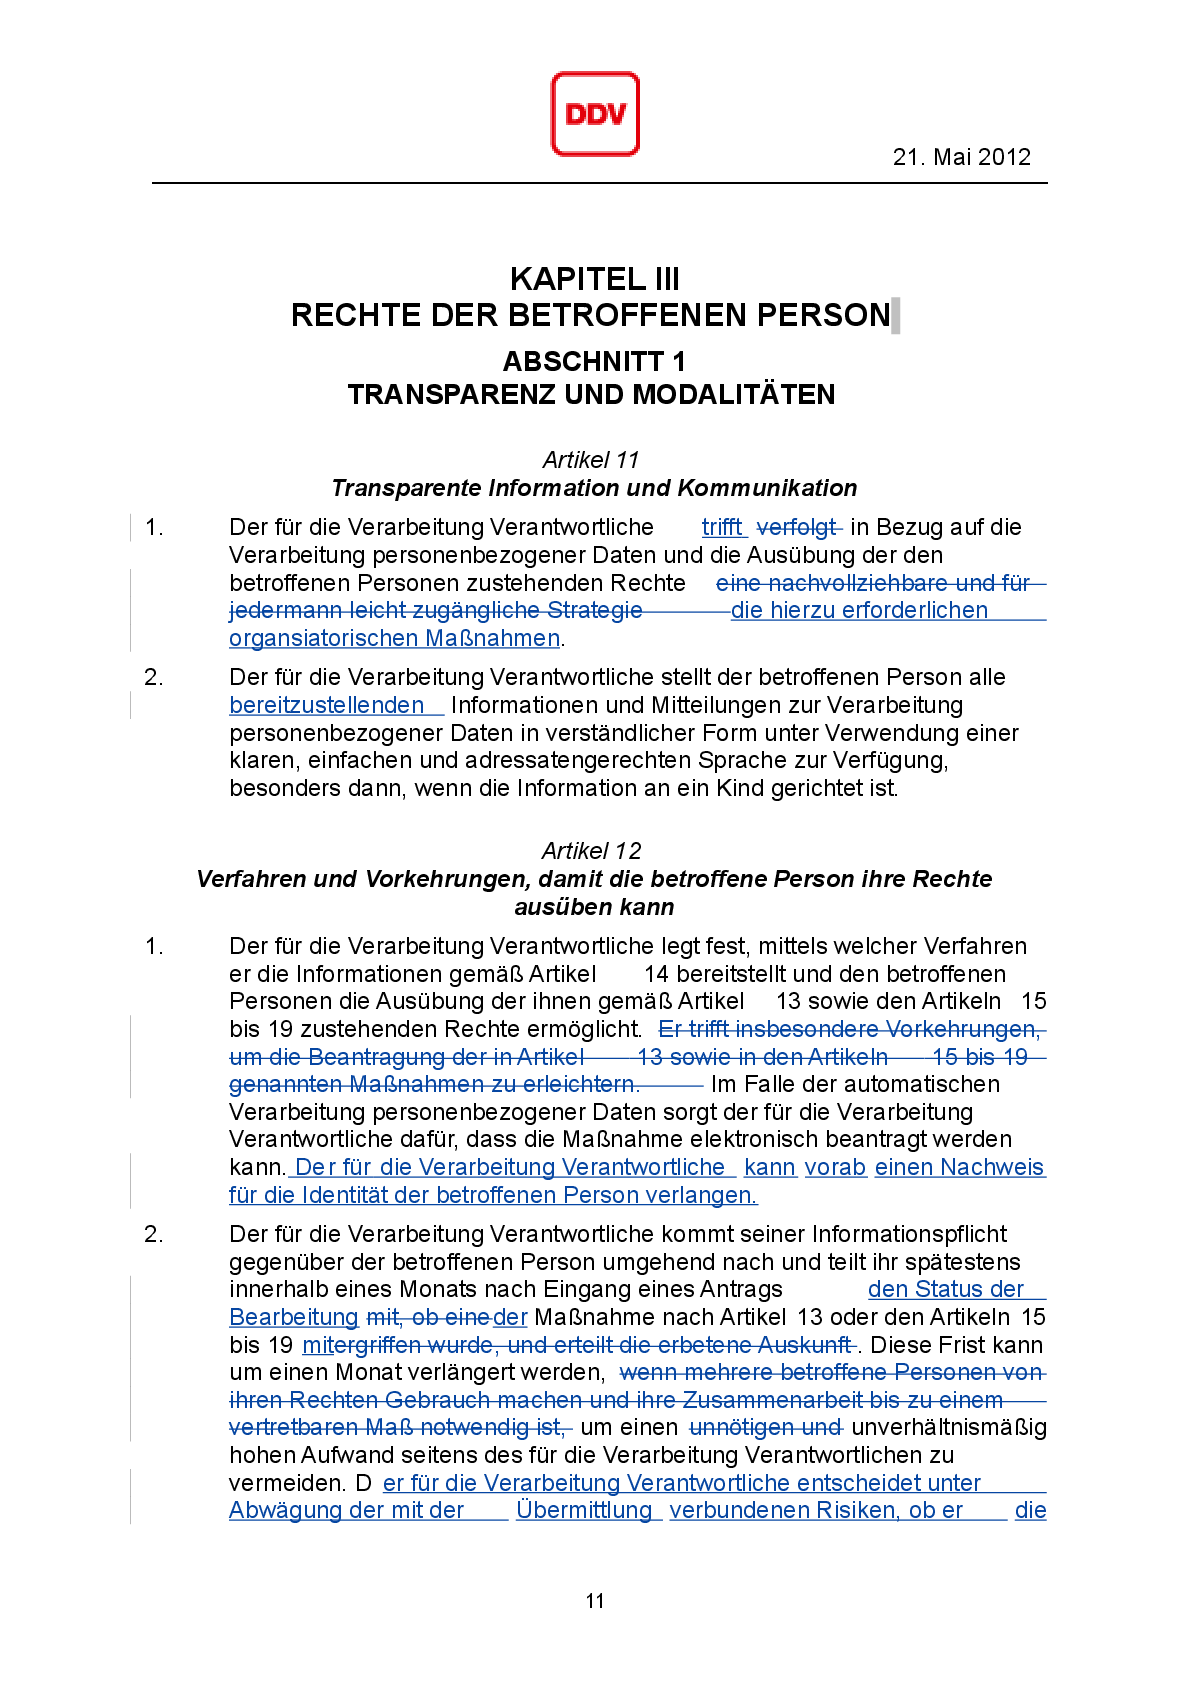 DDV
21. Mai 2012
KAPITEL III
RECHTE DER BETROFFENEN PERSON
ABSCHNITT 1
TRANSPARENZ UND MODALITÄTEN
Artikel 11
Transparente Information und Kommunikation
1. Der für die Verarbeitung Verantwortliche trifft verfolgt in Bezug auf die
Verarbeitung personenbezogener Daten und die Ausübung der den
betroffenen Personen zustehenden Rechte eine nachvollziehbare und für
jedermann leicht zugängliche Strategie die hierzu erforderlichen
organsiatorischen Maßnahmen.
2. Der für die Verarbeitung Verantwortliche stellt der betroffenen Person alle
bereitzustellenden Informationen und Mitteilungen zur Verarbeitung
personenbezogener Daten in verständlicher Form unter Verwendung einer
klaren, einfachen und adressatengerechten Sprache zur Verfügung,
besonders dann, wenn die Information an ein Kind gerichtet ist.
Artikel 12
Verfahren und Vorkehrungen, damit die betroffene Person ihre Rechte
ausüben kann
1. Der für die Verarbeitung Verantwortliche legt fest, mittels welcher Verfahren
er die Informationen gemäß Artikel 14 bereitstellt und den betroffenen
Personen die Ausübung der ihnen gemäß Artikel 13 sowie den Artikeln 15
bis 19 zustehenden Rechte ermöglicht. Er trifft insbesondere Vorkehrungen,
um die Beantragung der in Artikel 13 sowie in den Artikeln 15 bis 19
genannten Maßnahmen zu erleichtern. Im Falle der automatischen
Verarbeitung personenbezogener Daten sorgt der für die Verarbeitung
Verantwortliche dafür, dass die Maßnahme elektronisch beantragt werden
kann. Der für die Verarbeitung Verantwortliche kann vorab einen Nachweis
für die Identität der betroffenen Person verlangen.
2. Der für die Verarbeitung Verantwortliche kommt seiner Informationspflicht
gegenüber der betroffenen Person umgehend nach und teilt ihr spätestens
innerhalb eines Monats nach Eingang eines Antrags den Status der
Bearbeitung mit, ob eineder Maßnahme nach Artikel 13 oder den Artikeln 15
bis 19 mitergriffen wurde, und erteilt die erbetene Auskunft. Diese Frist kann
um einen Monat verlängert werden, wenn mehrere betroffene Personen von
ihren Rechten Gebrauch machen und ihre Zusammenarbeit bis zu einem
vertretbaren Maß notwendig ist, um einen unnötigen und unverhältnismäßig
hohen Aufwand seitens des für die Verarbeitung Verantwortlichen zu
vermeiden. D er für die Verarbeitung Verantwortliche entscheidet unter
Abwägung der mit der Übermittlung verbundenen Risiken, ob er die
11